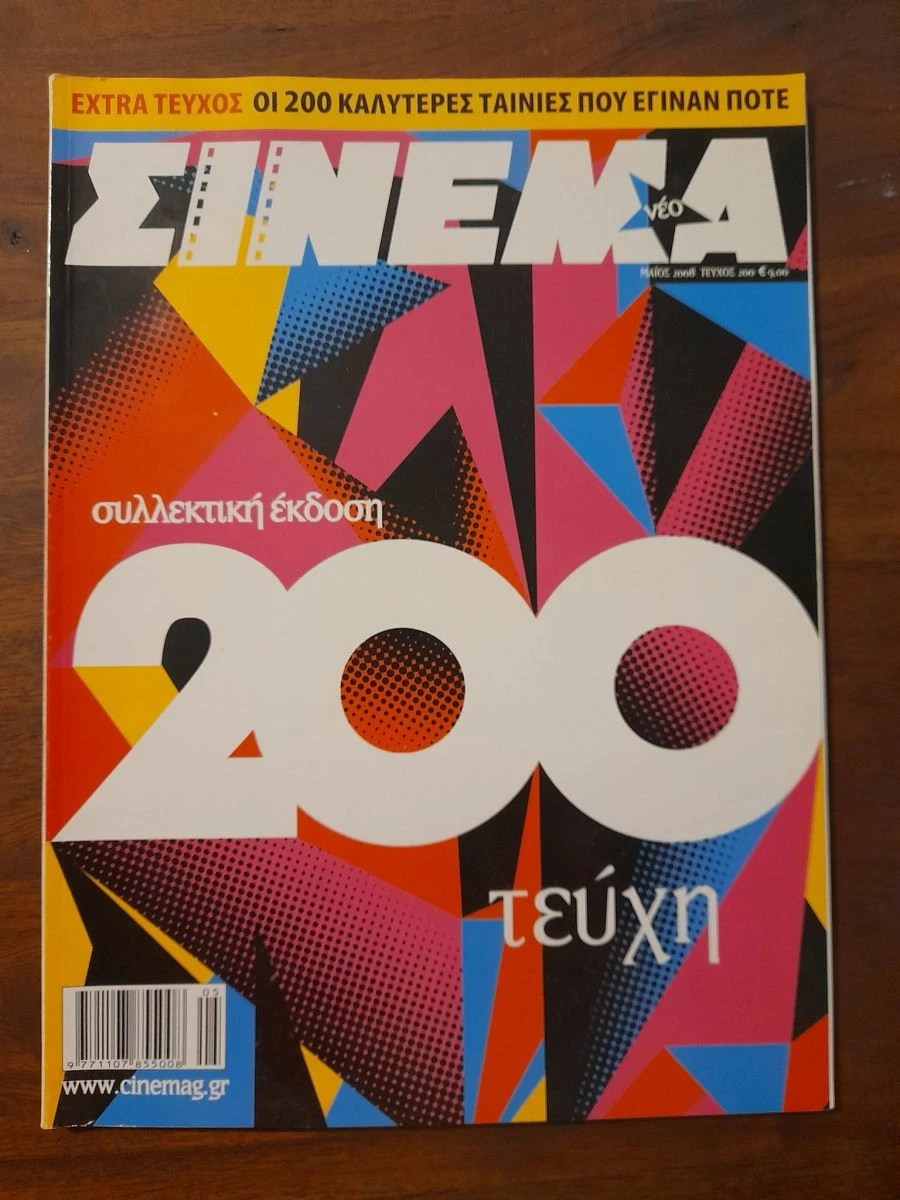 EXTRA ΤΕΥΧΟΣ ΟΙ 200 ΚΑΛΥΤΕΡΕΣ ΤΑΙΝΙΕΣ ΠΟΥ ΕΓΙΝΑΝ ΠΟΤΕ
ΣΙΝΕΜΑ
νέο
ΜΑΪΟΣ 2008 ΤΕΥΧΟΣ 200 € 9,00
συλλεκτική έκδοση
200
τεύχη
05
9 771107 855008
www.cinemag.gr